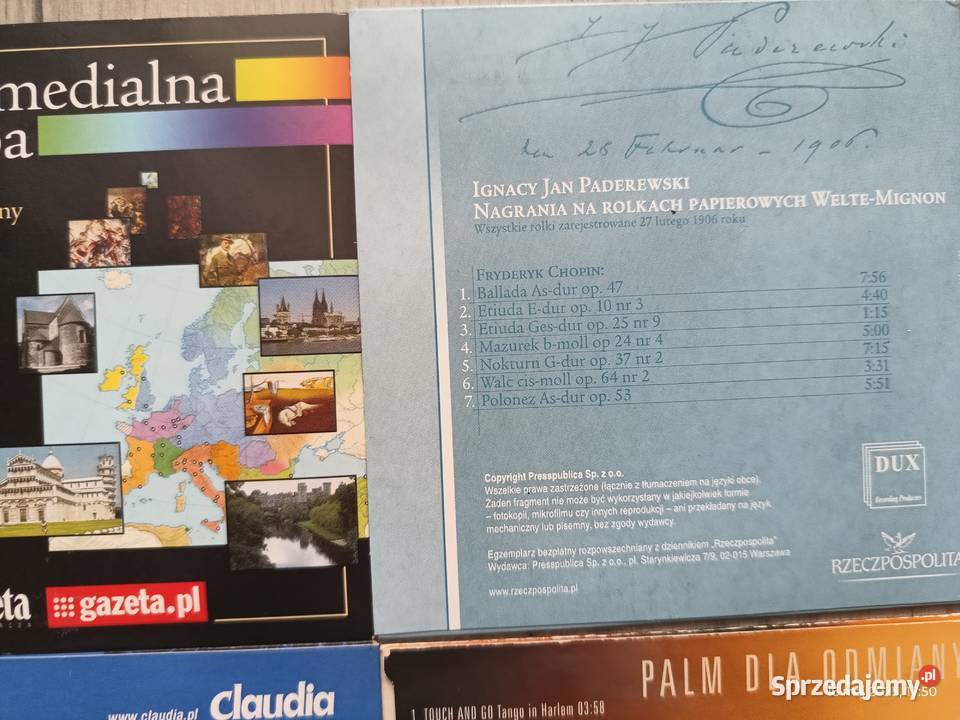 medialna
pa
ny
eta
gazeta.pl
www.claudia.pl
claudia
I J Paderewski
den 28 Februar – 1906.
IGNACY JAN PADEREWSKI
NAGRANIA NA ROLKACH PAPIEROWYCH WELTE-MIGNON
Wszystkie rolki zarejestrowane 27 lutego 1906 roku
FRYDERYK CHOPIN:
1. Ballada As-dur op. 47 7:56
2. Etiuda E-dur op. 10 nr 3 4:40
3. Etiuda Ges-dur op. 25 nr 9 1:15
4. Mazurek b-moll op 24 nr 4 5:00
5. Nokturn G-dur op. 37 nr 2 7:15
6. Walc cis-moll op. 64 nr 2 3:31
7. Polonez As-dur op. 53 5:51
Copyright Presspublica Sp. z o.o.
Wszelkie prawa zastrzeżone (łącznie z tłumaczeniem na języki obce).
Żaden fragment nie może być wykorzystany w jakiejkolwiek formie
– fotokopii, mikrofilmu czy innych reprodukcji – ani przekładany na język
mechaniczny lub pisemny, bez zgody wydawcy.
Egzemplarz bezpłatny rozpowszechniany z dziennikiem „Rzeczpospolita”
Wydawca: Presspublica Sp. z o.o., pl. Starynkiewicza 7/9, 02-015 Warszawa
www.rzeczpospolita.pl
DUX
Recording Producers
RZECZPOSPOLITA
PALM DLA ODMIANY
1 TOUCH AND GO Tango in Harlem 03:58
Sprzedajemy.pl